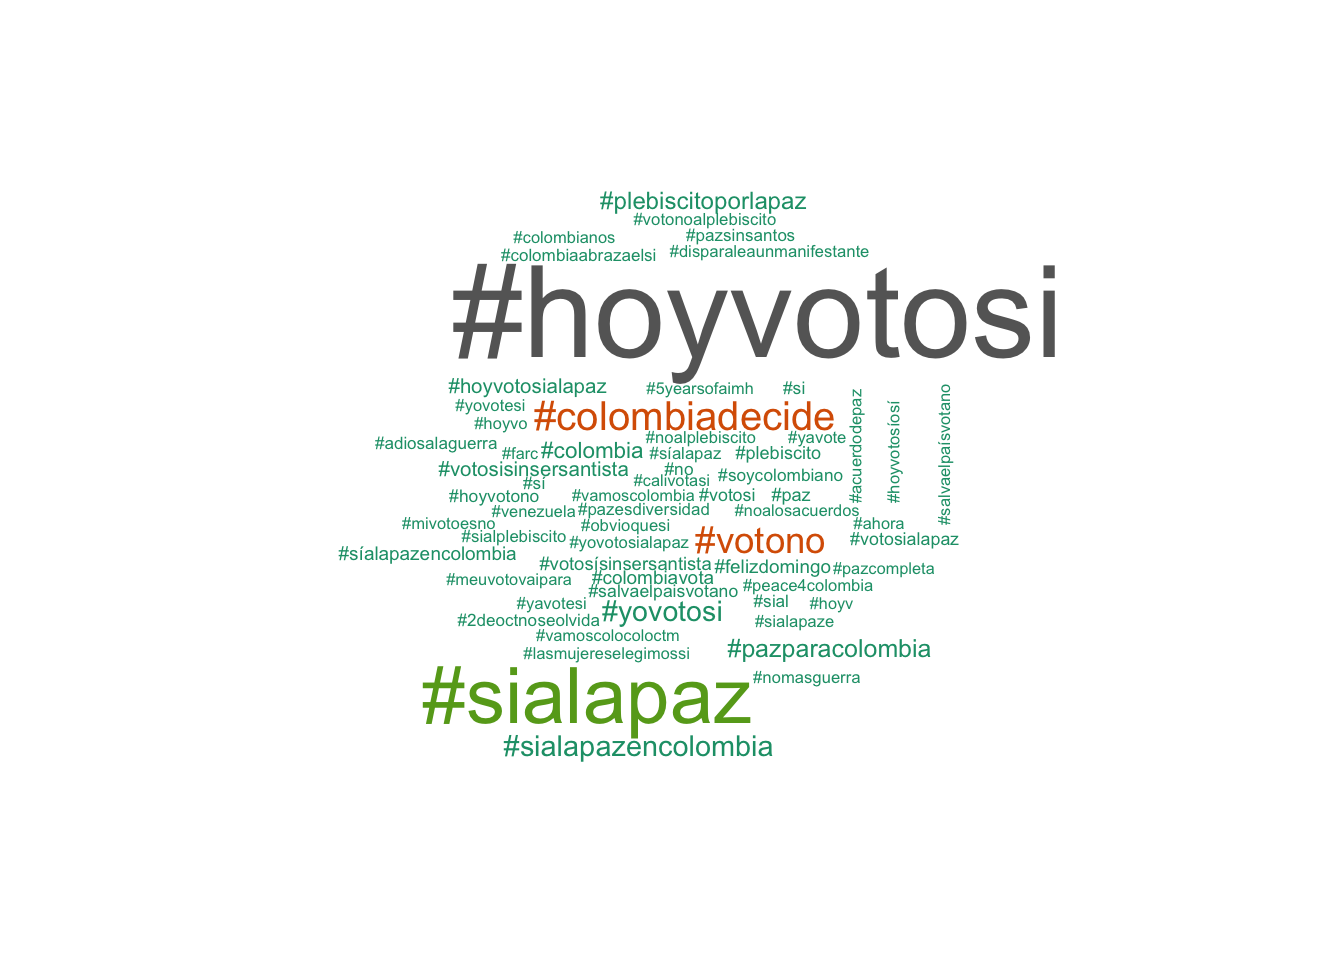 #plebiscitoporlapaz
#votonoalplebiscito
#colombianos
#pazsinsantos
#colombiaabrazaelsi
#disparaleaunmanifestante
#hoyvotosi
#hoyvotosialapaz
#5yearsofaimh
#si
#yovotesi
#colombiadecide
#hoyvo
#noalplebiscito
#yavote
#adiosalaguerra
#farc
#colombia
#síalapaz
#plebiscito
#acuerdodepaz
#hoyvotosíosí
#salvaelpaísvotano
#votosisinsersantista
#no
#soycolombiano
#sí
#calivotasi
#hoyvotono
#vamoscolombia
#votosi
#paz
#venezuela
#pazesdiversidad
#noalosacuerdos
#mivotoesno
#obvioquesi
#ahora
#sialplebiscito
#yovotosialapaz
#votono
#votosialapaz
#síalapazencolombia
#votosísinsersantista
#felizdomingo
#pazcompleta
#meuvotovaipara
#colombiavota
#peace4colombia
#salvaelpaisvotano
#yavotesi
#yovotosi
#sial
#hoyv
#2deoctnoseolvida
#sialapaze
#vamoscolocoloctm
#lasmujereselegimossi
#pazparacolombia
#sialapaz
#nomasguerra
#sialapazencolombia